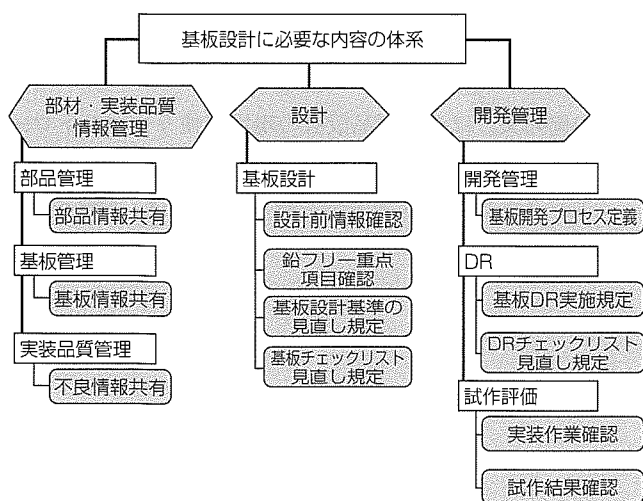 基板設計に必要な内容の体系
部材・実装品質
情報管理
部品管理
部品情報共有
基板管理
基板情報共有
実装品質管理
不良情報共有
設計
基板設計
設計前情報確認
鉛フリー重点
項目確認
基板設計基準の
見直し規定
基板チェックリスト
見直し規定
開発管理
開発管理
基板開発プロセス定義
DR
基板DR実施規定
DRチェックリスト
見直し規定
試作評価
実装作業確認
試作結果確認